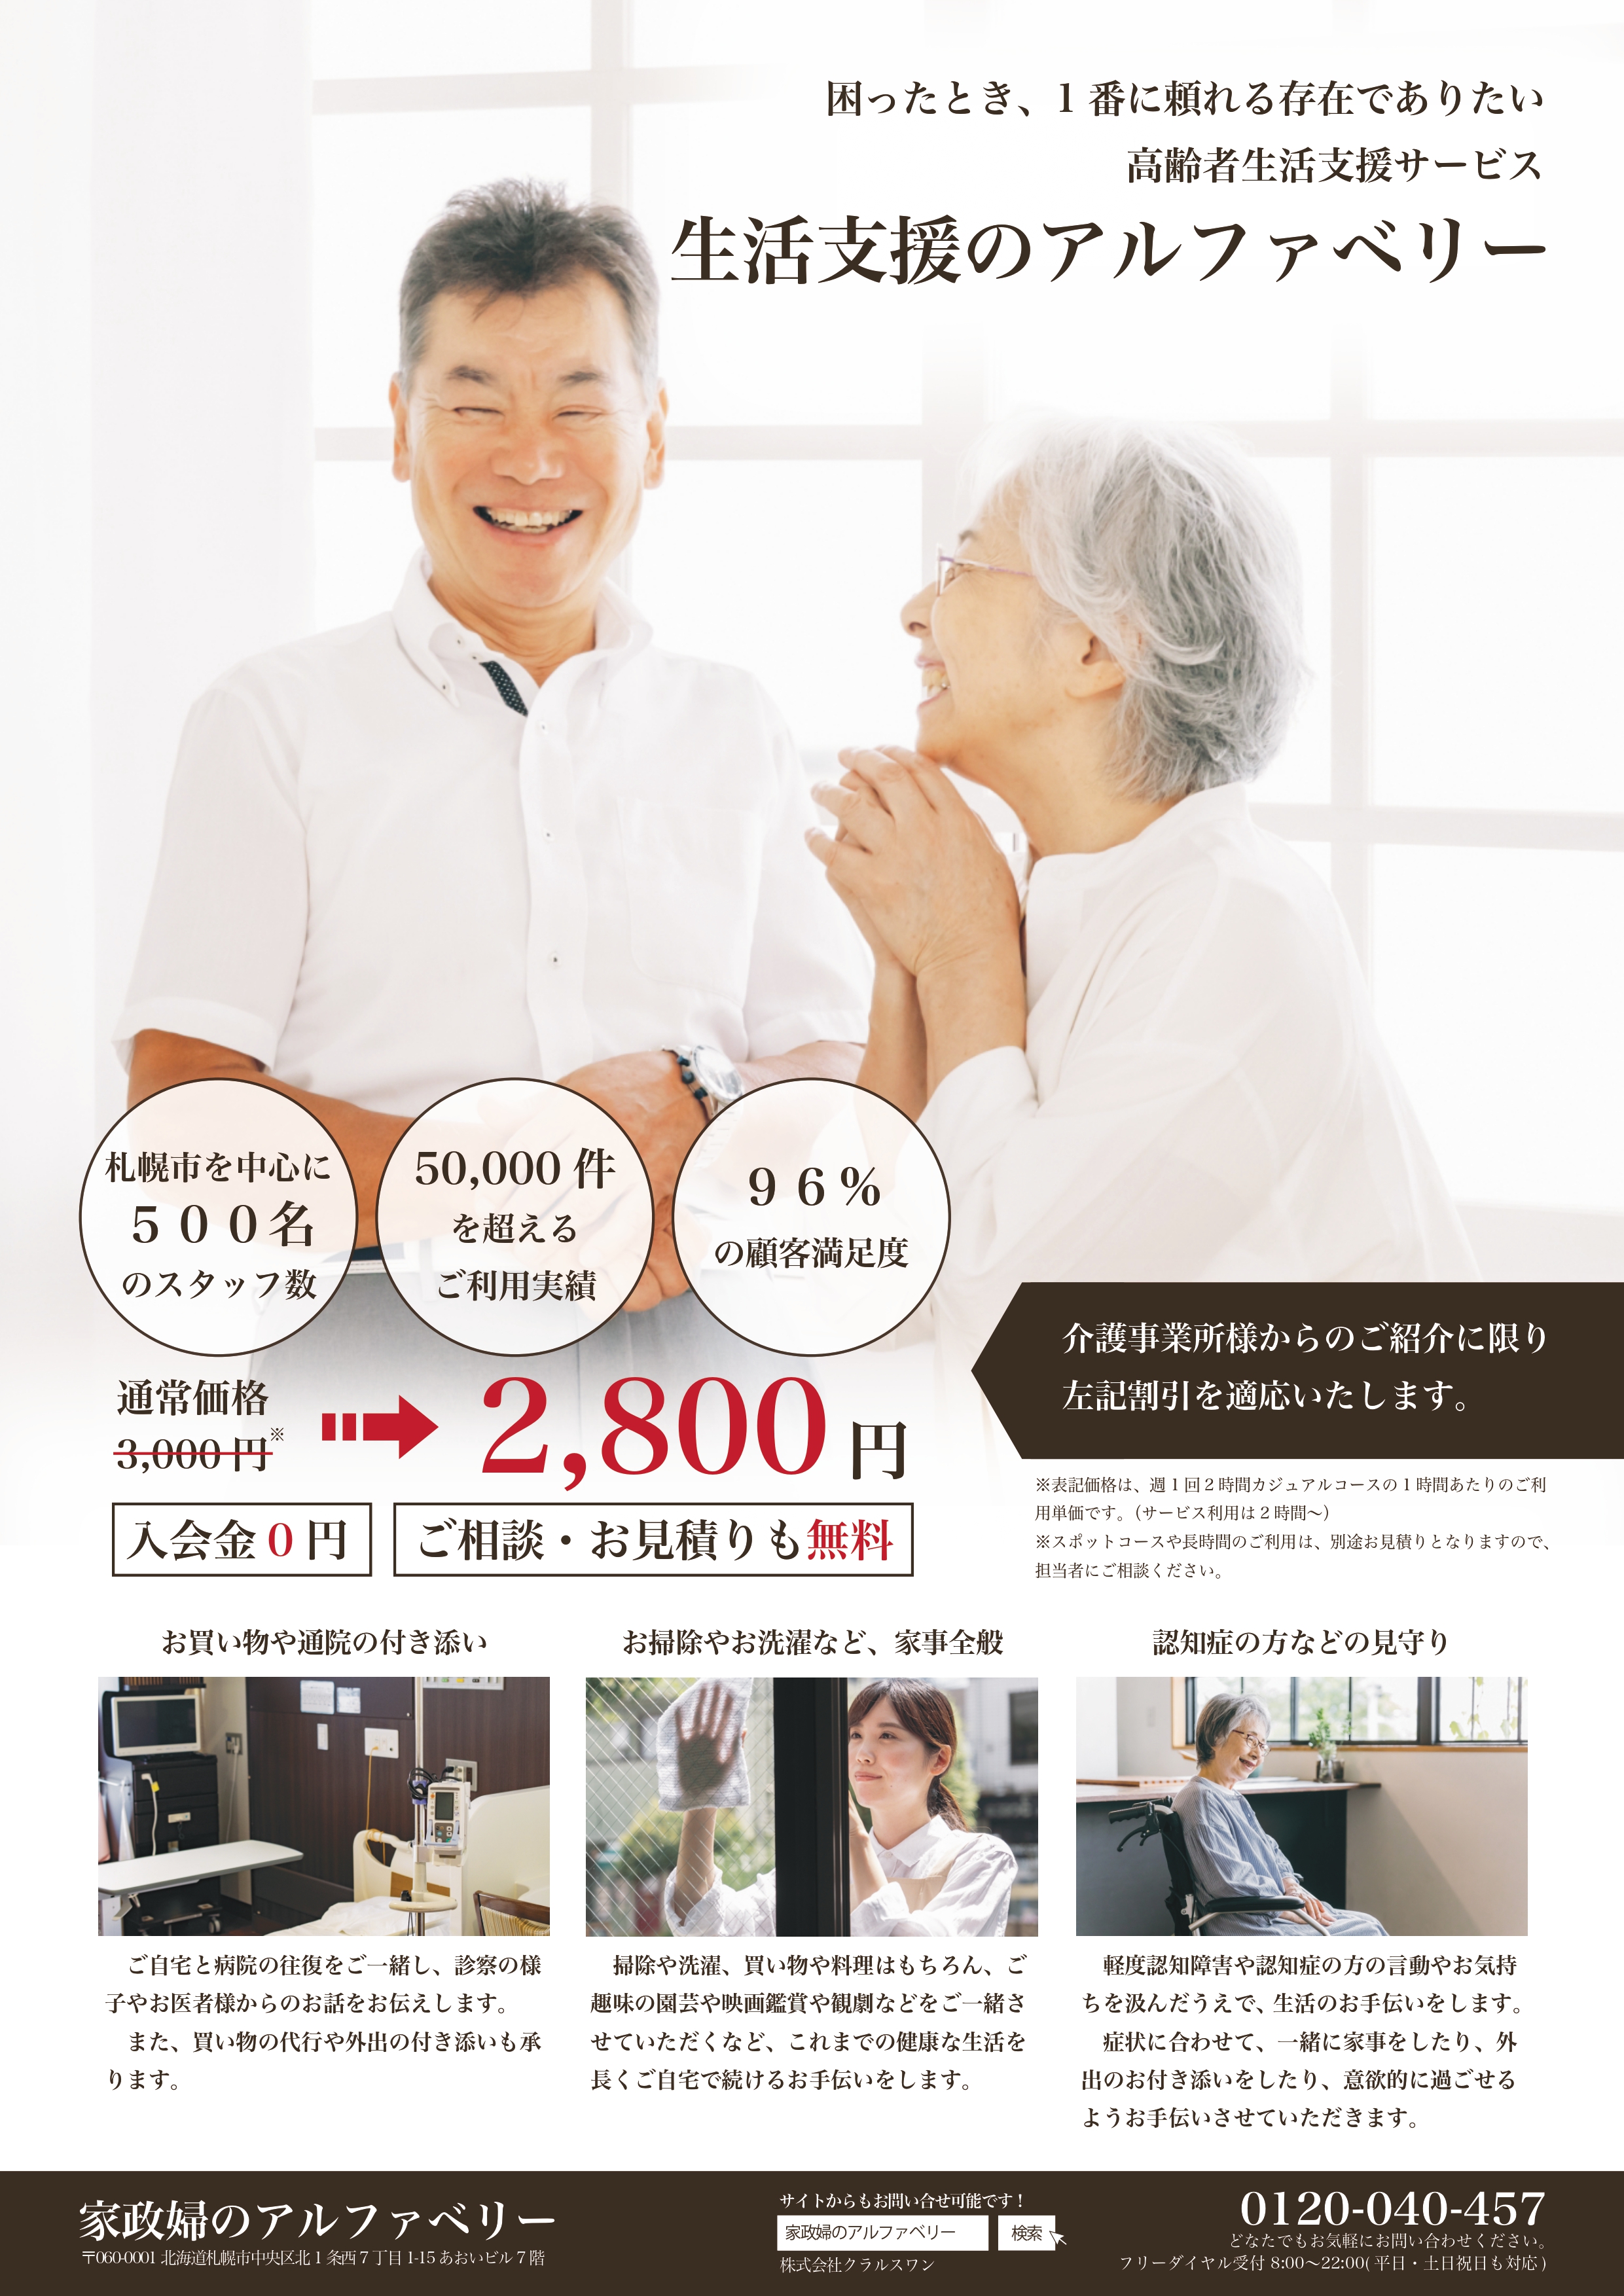 困ったとき、1 番に頼れる存在でありたい
高齢者生活支援サービス
生活支援のアルファベリー
札幌市を中心に
５００名
のスタッフ数
50,000 件
を超える
ご利用実績
９６%
の顧客満足度
介護事業所様からのご紹介に限り
左記割引を適応いたします。
通常価格
3,000 円※
2,800 円
入会金 0 円
ご相談・お見積りも無料
※表記価格は、週 1 回 2 時間カジュアルコースの 1 時間あたりのご利
用単価です。（サービス利用は 2 時間〜）
※スポットコースや長時間のご利用は、別途お見積りとなりますので、
担当者にご相談ください。
お買い物や通院の付き添い
ご自宅と病院の往復をご一緒し、診察の様
子やお医者様からのお話をお伝えします。
また、買い物の代行や外出の付き添いも承
ります。
お掃除やお洗濯など、家事全般
掃除や洗濯、買い物や料理はもちろん、ご
趣味の園芸や映画鑑賞や観劇などをご一緒さ
せていただくなど、これまでの健康な生活を
長くご自宅で続けるお手伝いをします。
認知症の方などの見守り
軽度認知障害や認知症の方の言動やお気持
ちを汲んだうえで、生活のお手伝いをします。
症状に合わせて、一緒に家事をしたり、外
出のお付き添いをしたり、意欲的に過ごせる
ようお手伝いさせていただきます。
家政婦のアルファベリー
〒060-0001 北海道札幌市中央区北 1 条西 7 丁目 1-15 あおいビル 7 階
サイトからもお問い合せ可能です！
家政婦のアルファベリー
検索
株式会社クラルスワン
0120-040-457
どなたでもお気軽にお問い合わせください。
フリーダイヤル受付 8:00〜22:00( 平日・土日祝日も対応 )